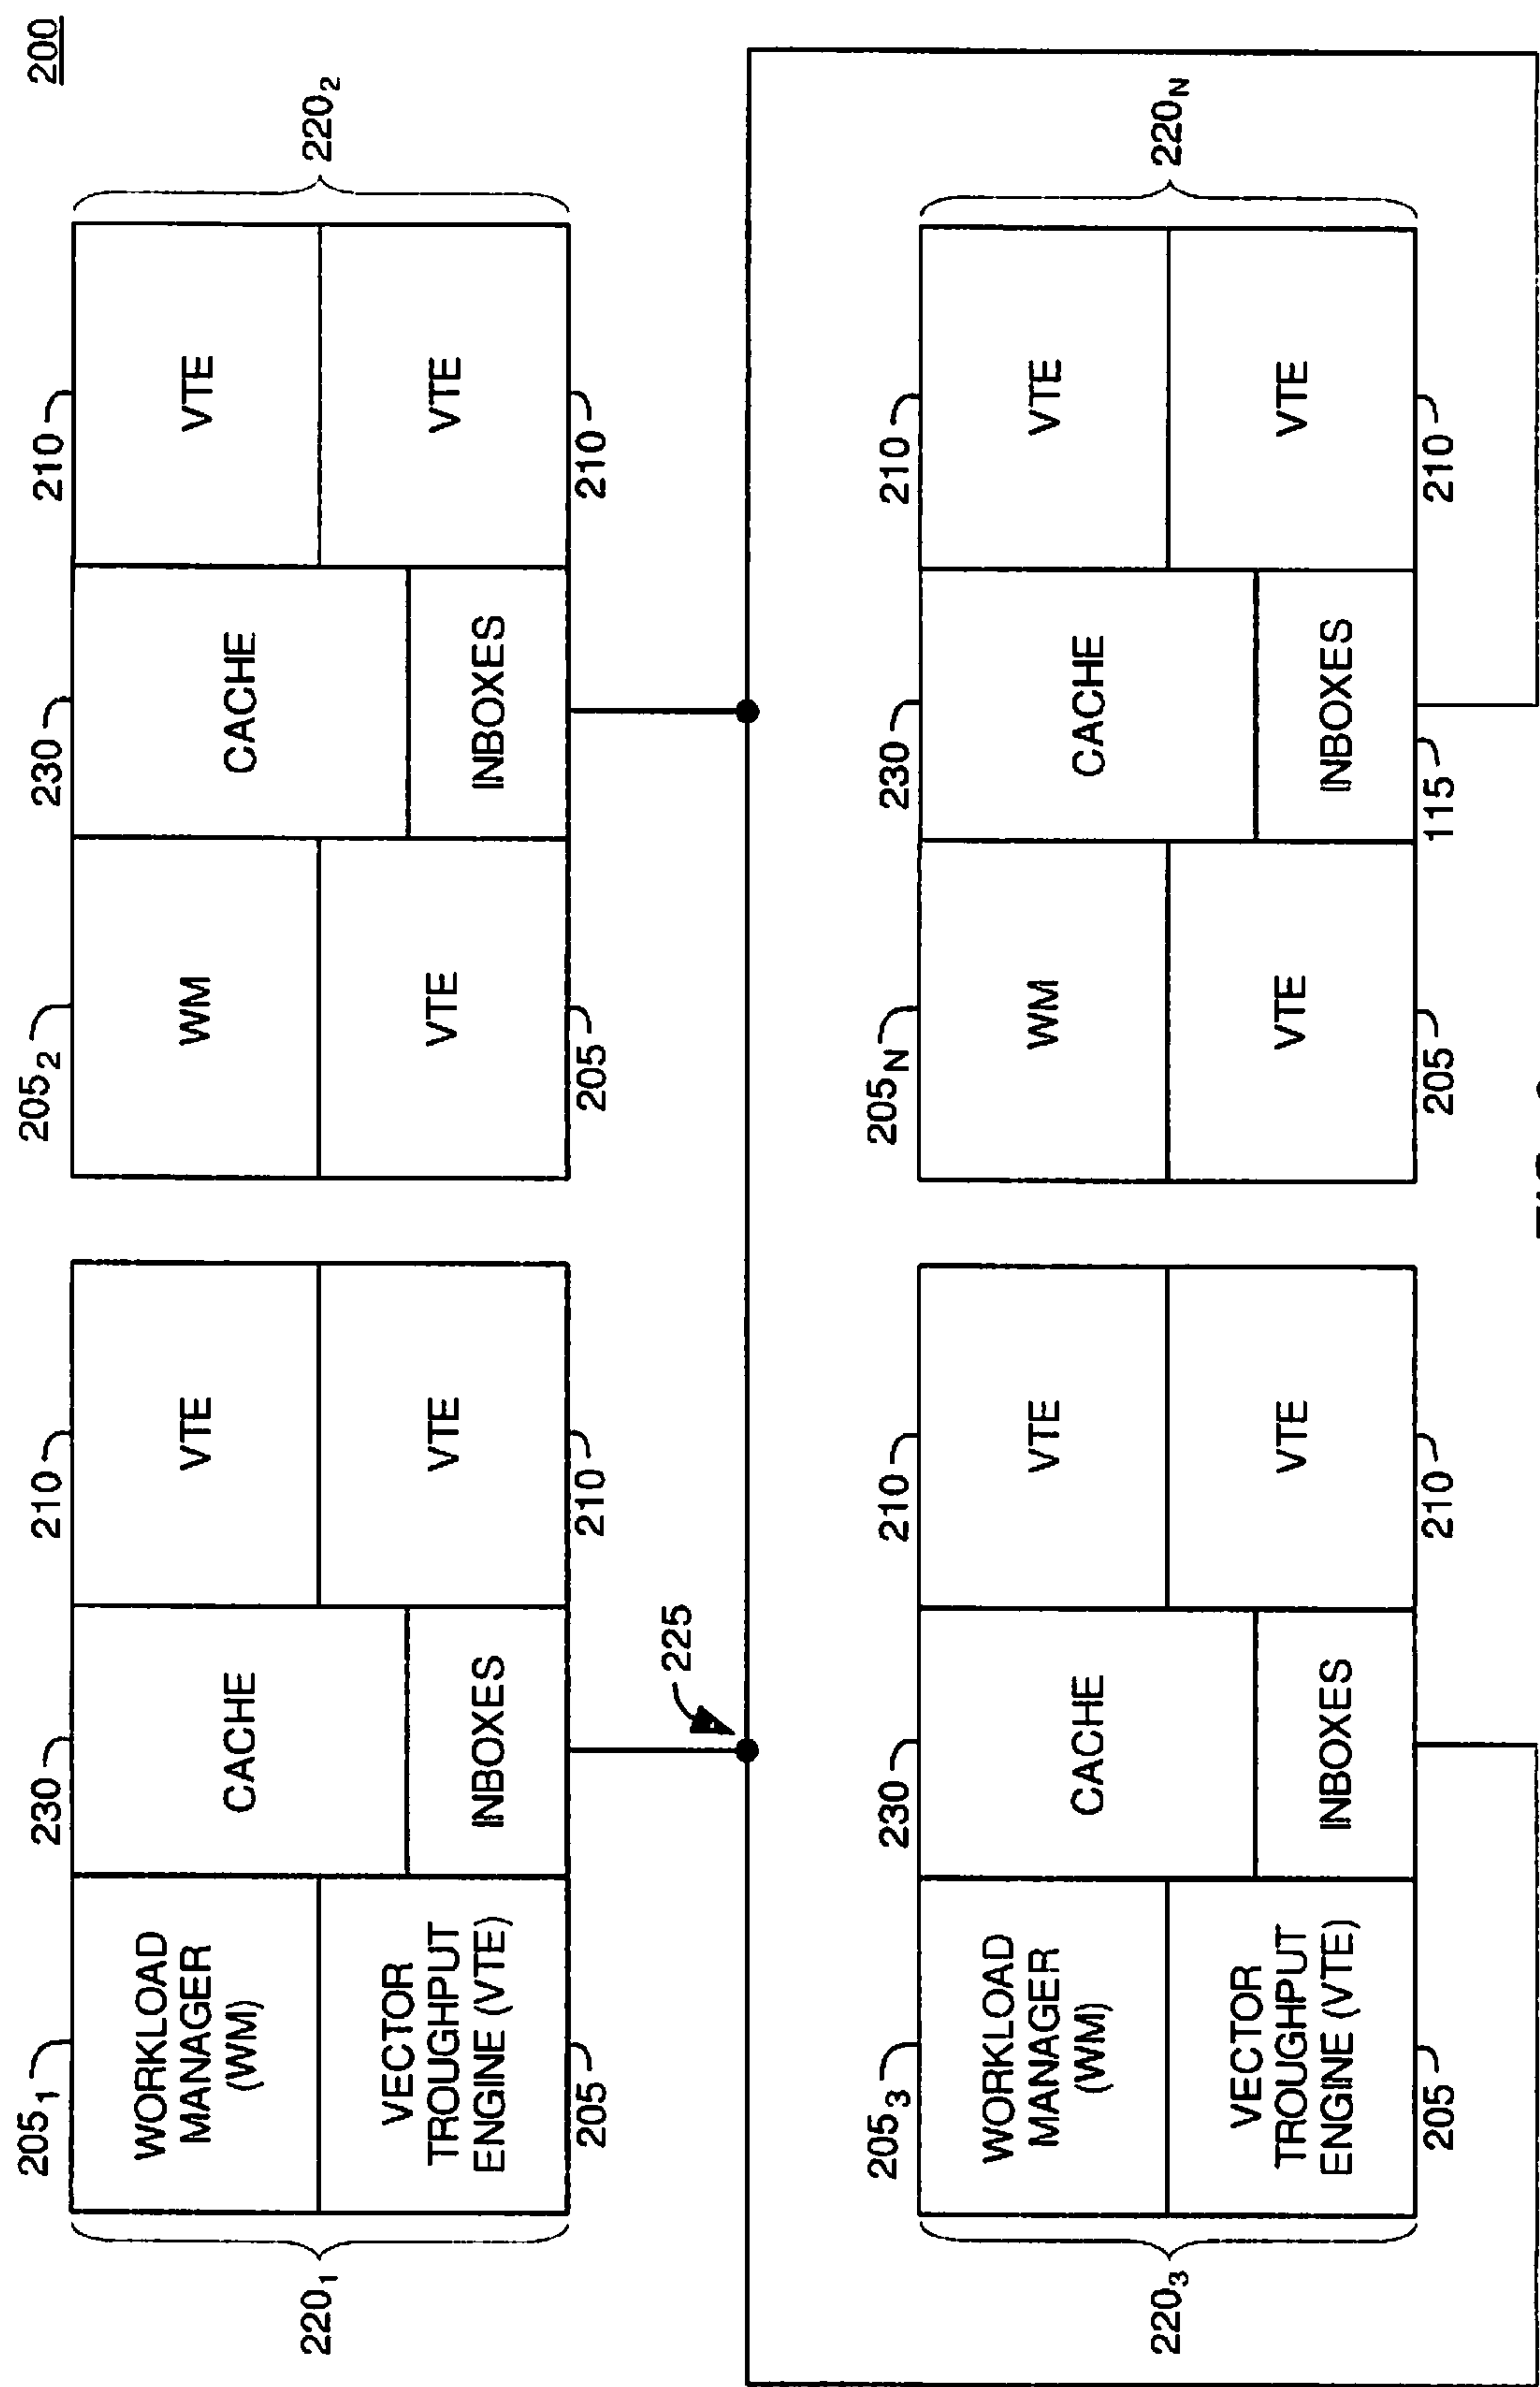 200
205₁
230
210
205₂
230
210
WORKLOAD
MANAGER
(WM)
CACHE
VTE
WM
CACHE
VTE
220₁
220₂
VECTOR
TROUGHPUT
ENGINE (VTE)
INBOXES
VTE
VTE
INBOXES
VTE
205
210
205
210
225
205₃
230
210
205N
230
210
WORKLOAD
MANAGER
(WM)
CACHE
VTE
WM
CACHE
VTE
220₃
220N
VECTOR
TROUGHPUT
ENGINE (VTE)
INBOXES
VTE
VTE
INBOXES
VTE
205
210
205
115
210